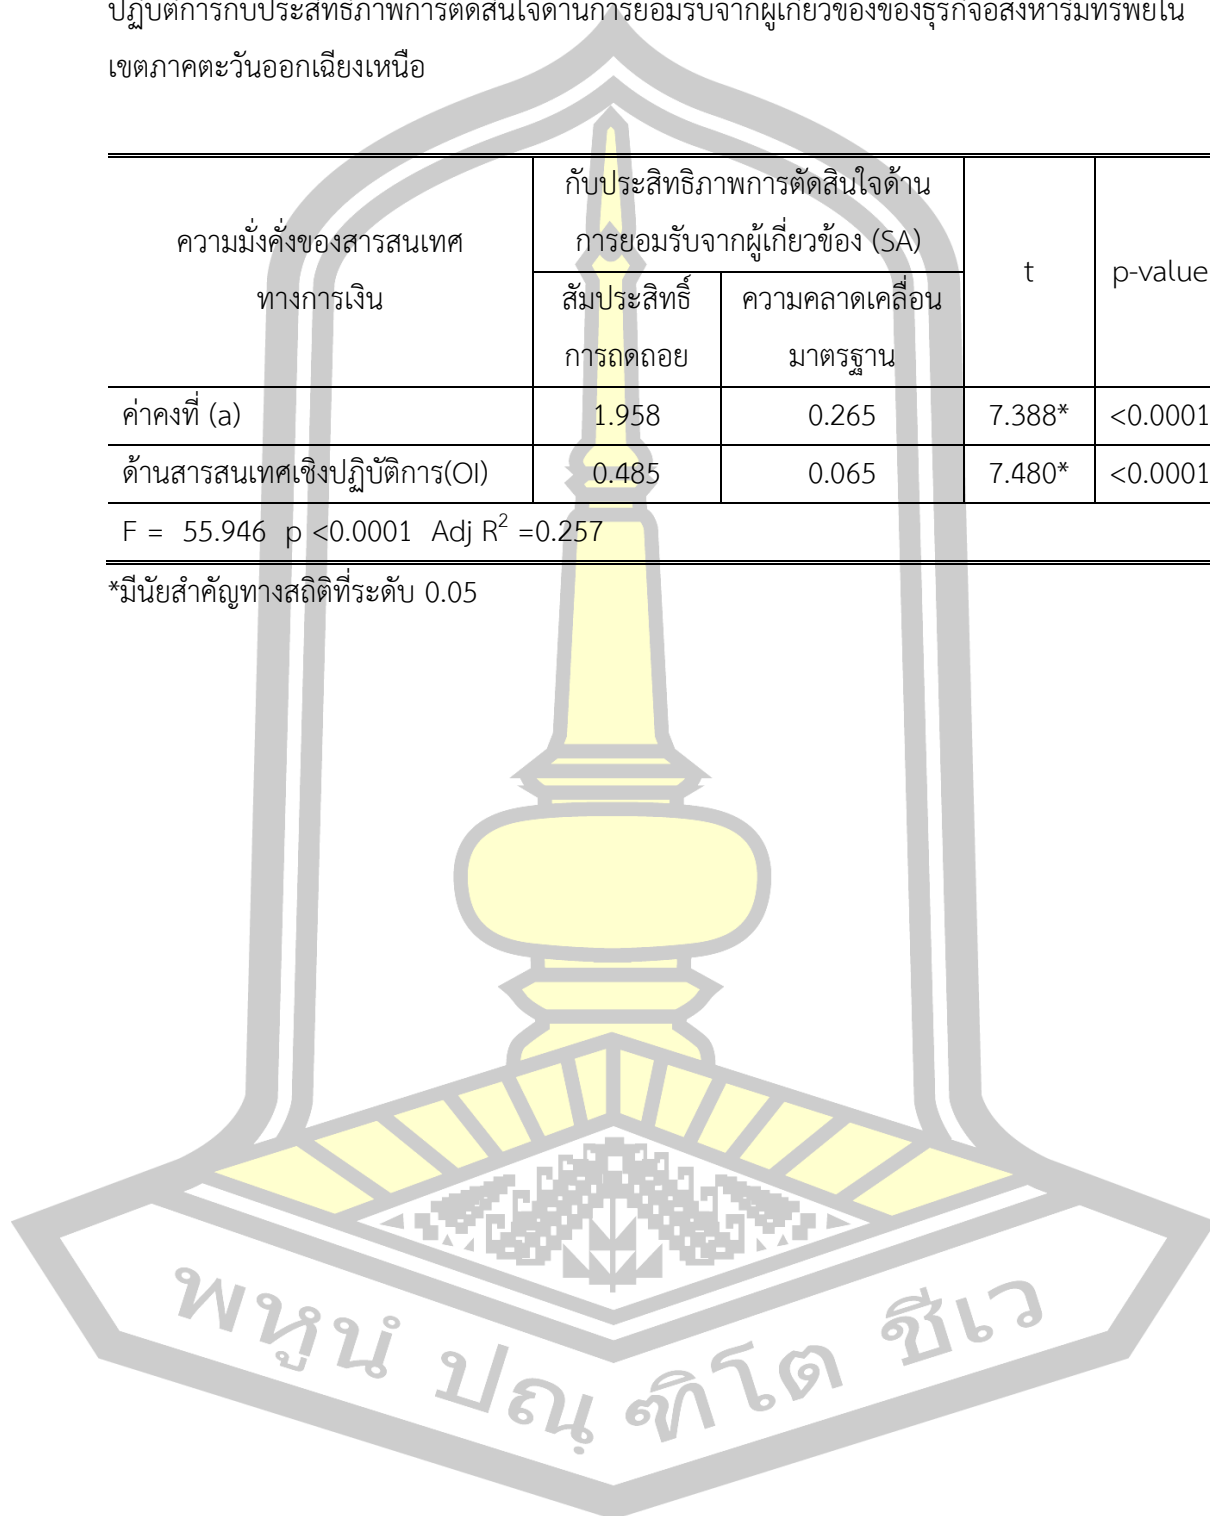 ปฏิบัติการกับประสิทธิภาพการตัดสินใจด้านการยอมรับจากผู้เกี่ยวข้องของธุรกิจอสังหาริมทรัพย์ใน
เขตภาคตะวันออกเฉียงเหนือ
ความมั่งคั่งของสารสนเทศ
ทางการเงิน
กับประสิทธิภาพการตัดสินใจด้าน
การยอมรับจากผู้เกี่ยวข้อง (SA)
t
p-value
สัมประสิทธิ์
การถดถอย
ความคลาดเคลื่อน
มาตรฐาน
ค่าคงที่ (a) 1.958 0.265 7.388* <0.0001
ด้านสารสนเทศเชิงปฏิบัติการ(OI) 0.485 0.065 7.480* <0.0001
F = 55.946 p <0.0001 Adj R² =0.257
*มีนัยสำคัญทางสถิติที่ระดับ 0.05
พหูนํ ปณฺฑิโต ชีเว